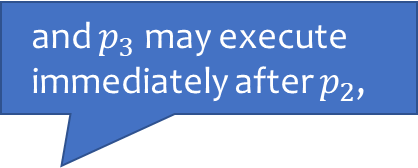 and p₃ may execute
immediately after p₂,